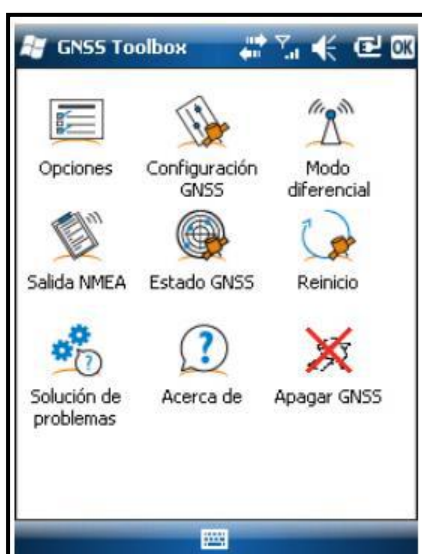 GNSS Toolbox OK
Opciones
Configuración
GNSS
Modo
diferencial
Salida NMEA
Estado GNSS
Reinicio
Solución de
problemas
Acerca de
Apagar GNSS